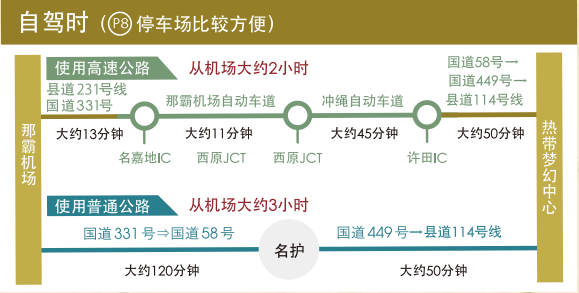 自驾时（P8停车场比较方便）
那霸机场
使用高速公路
从机场大约2小时
县道231号线
国道331号
那霸机场自动车道
冲绳自动车道
国道58号→
国道449号→
县道114号线
大约13分钟
大约11分钟
大约45分钟
大约50分钟
名嘉地IC
西原JCT
西原JCT
许田IC
使用普通公路
从机场大约3小时
国道331号⇒国道58号
名护
国道449号→县道114号线
大约120分钟
大约50分钟
热带梦幻中心